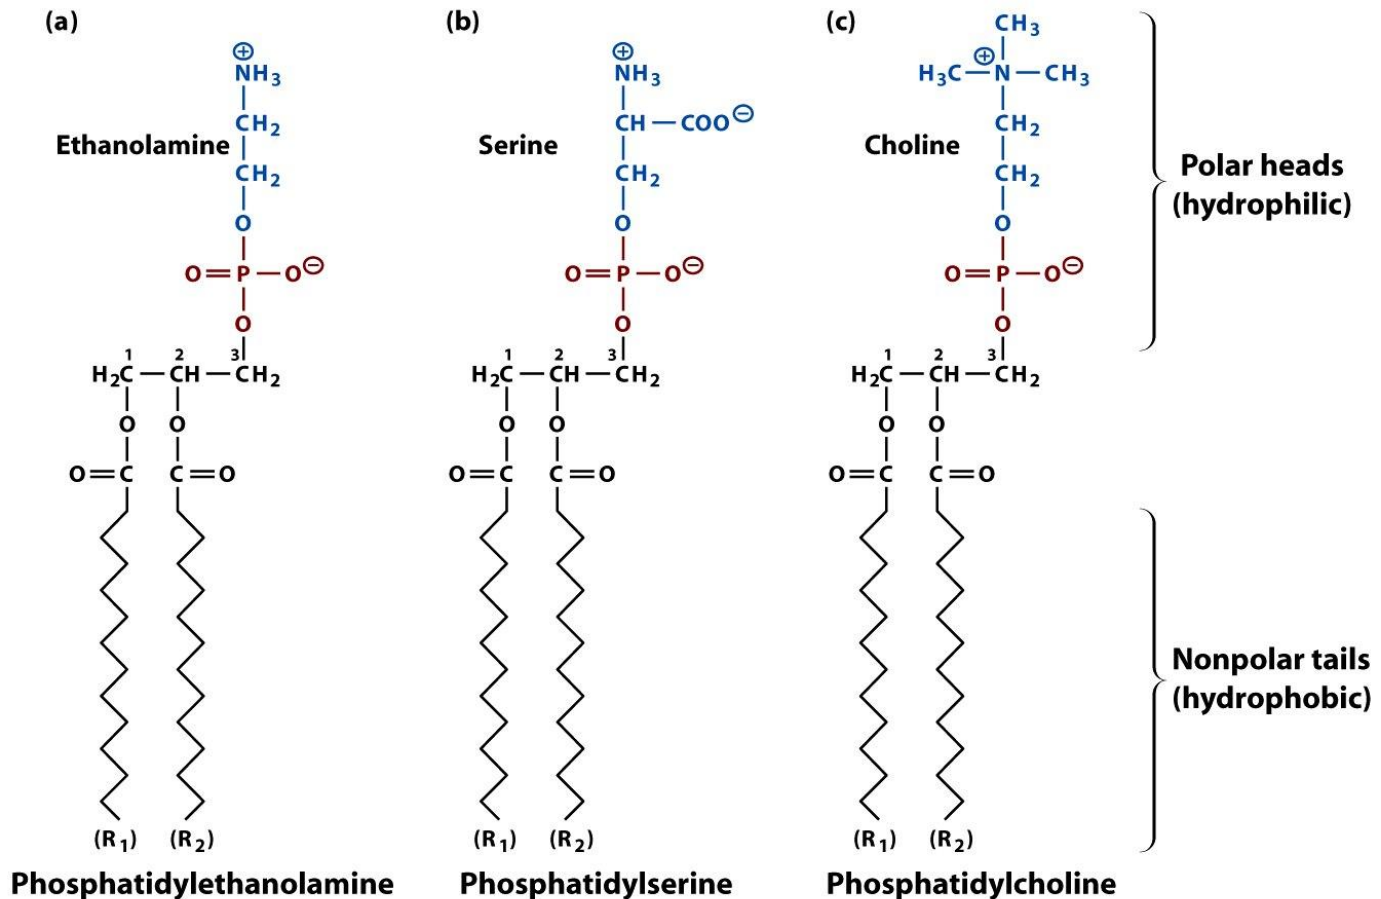 (a)
⊕
NH3
CH2
Ethanolamine
CH2
O
O=P—O⊖
O
1 2 3
H2C—CH—CH2
O O
O=C C=O
(R1) (R2)
Phosphatidylethanolamine
(b)
⊕
NH3
CH—COO⊖
Serine
CH2
O
O=P—O⊖
O
1 2 3
H2C—CH—CH2
O O
O=C C=O
(R1) (R2)
Phosphatidylserine
(c)
CH3
⊕
H3C—N—CH3
CH2
Choline
CH2
O
O=P—O⊖
O
1 2 3
H2C—CH—CH2
O O
O=C C=O
(R1) (R2)
Phosphatidylcholine
Polar heads
(hydrophilic)
Nonpolar tails
(hydrophobic)